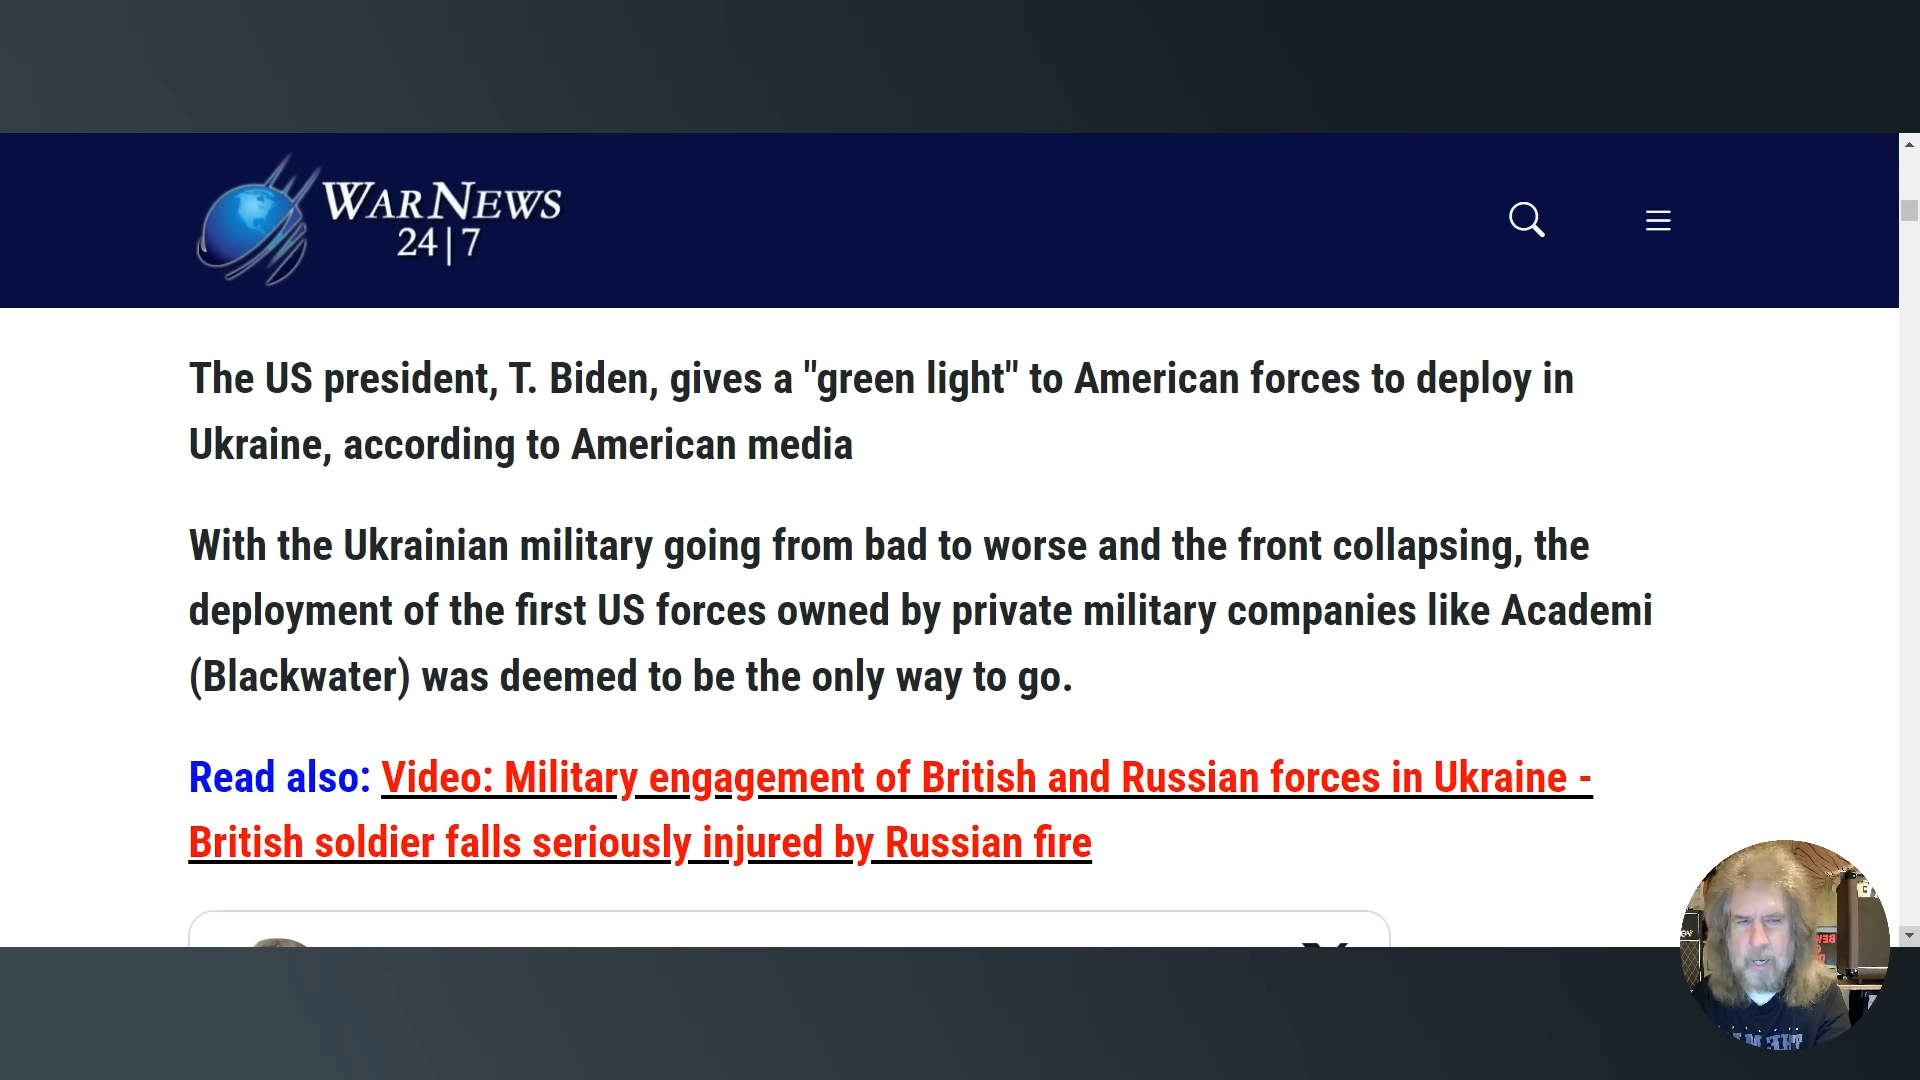 WAR NEWS
24|7
The US president, T. Biden, gives a "green light" to American forces to deploy in
Ukraine, according to American media
With the Ukrainian military going from bad to worse and the front collapsing, the
deployment of the first US forces owned by private military companies like Academi
(Blackwater) was deemed to be the only way to go.
Read also: Video: Military engagement of British and Russian forces in Ukraine -
British soldier falls seriously injured by Russian fire